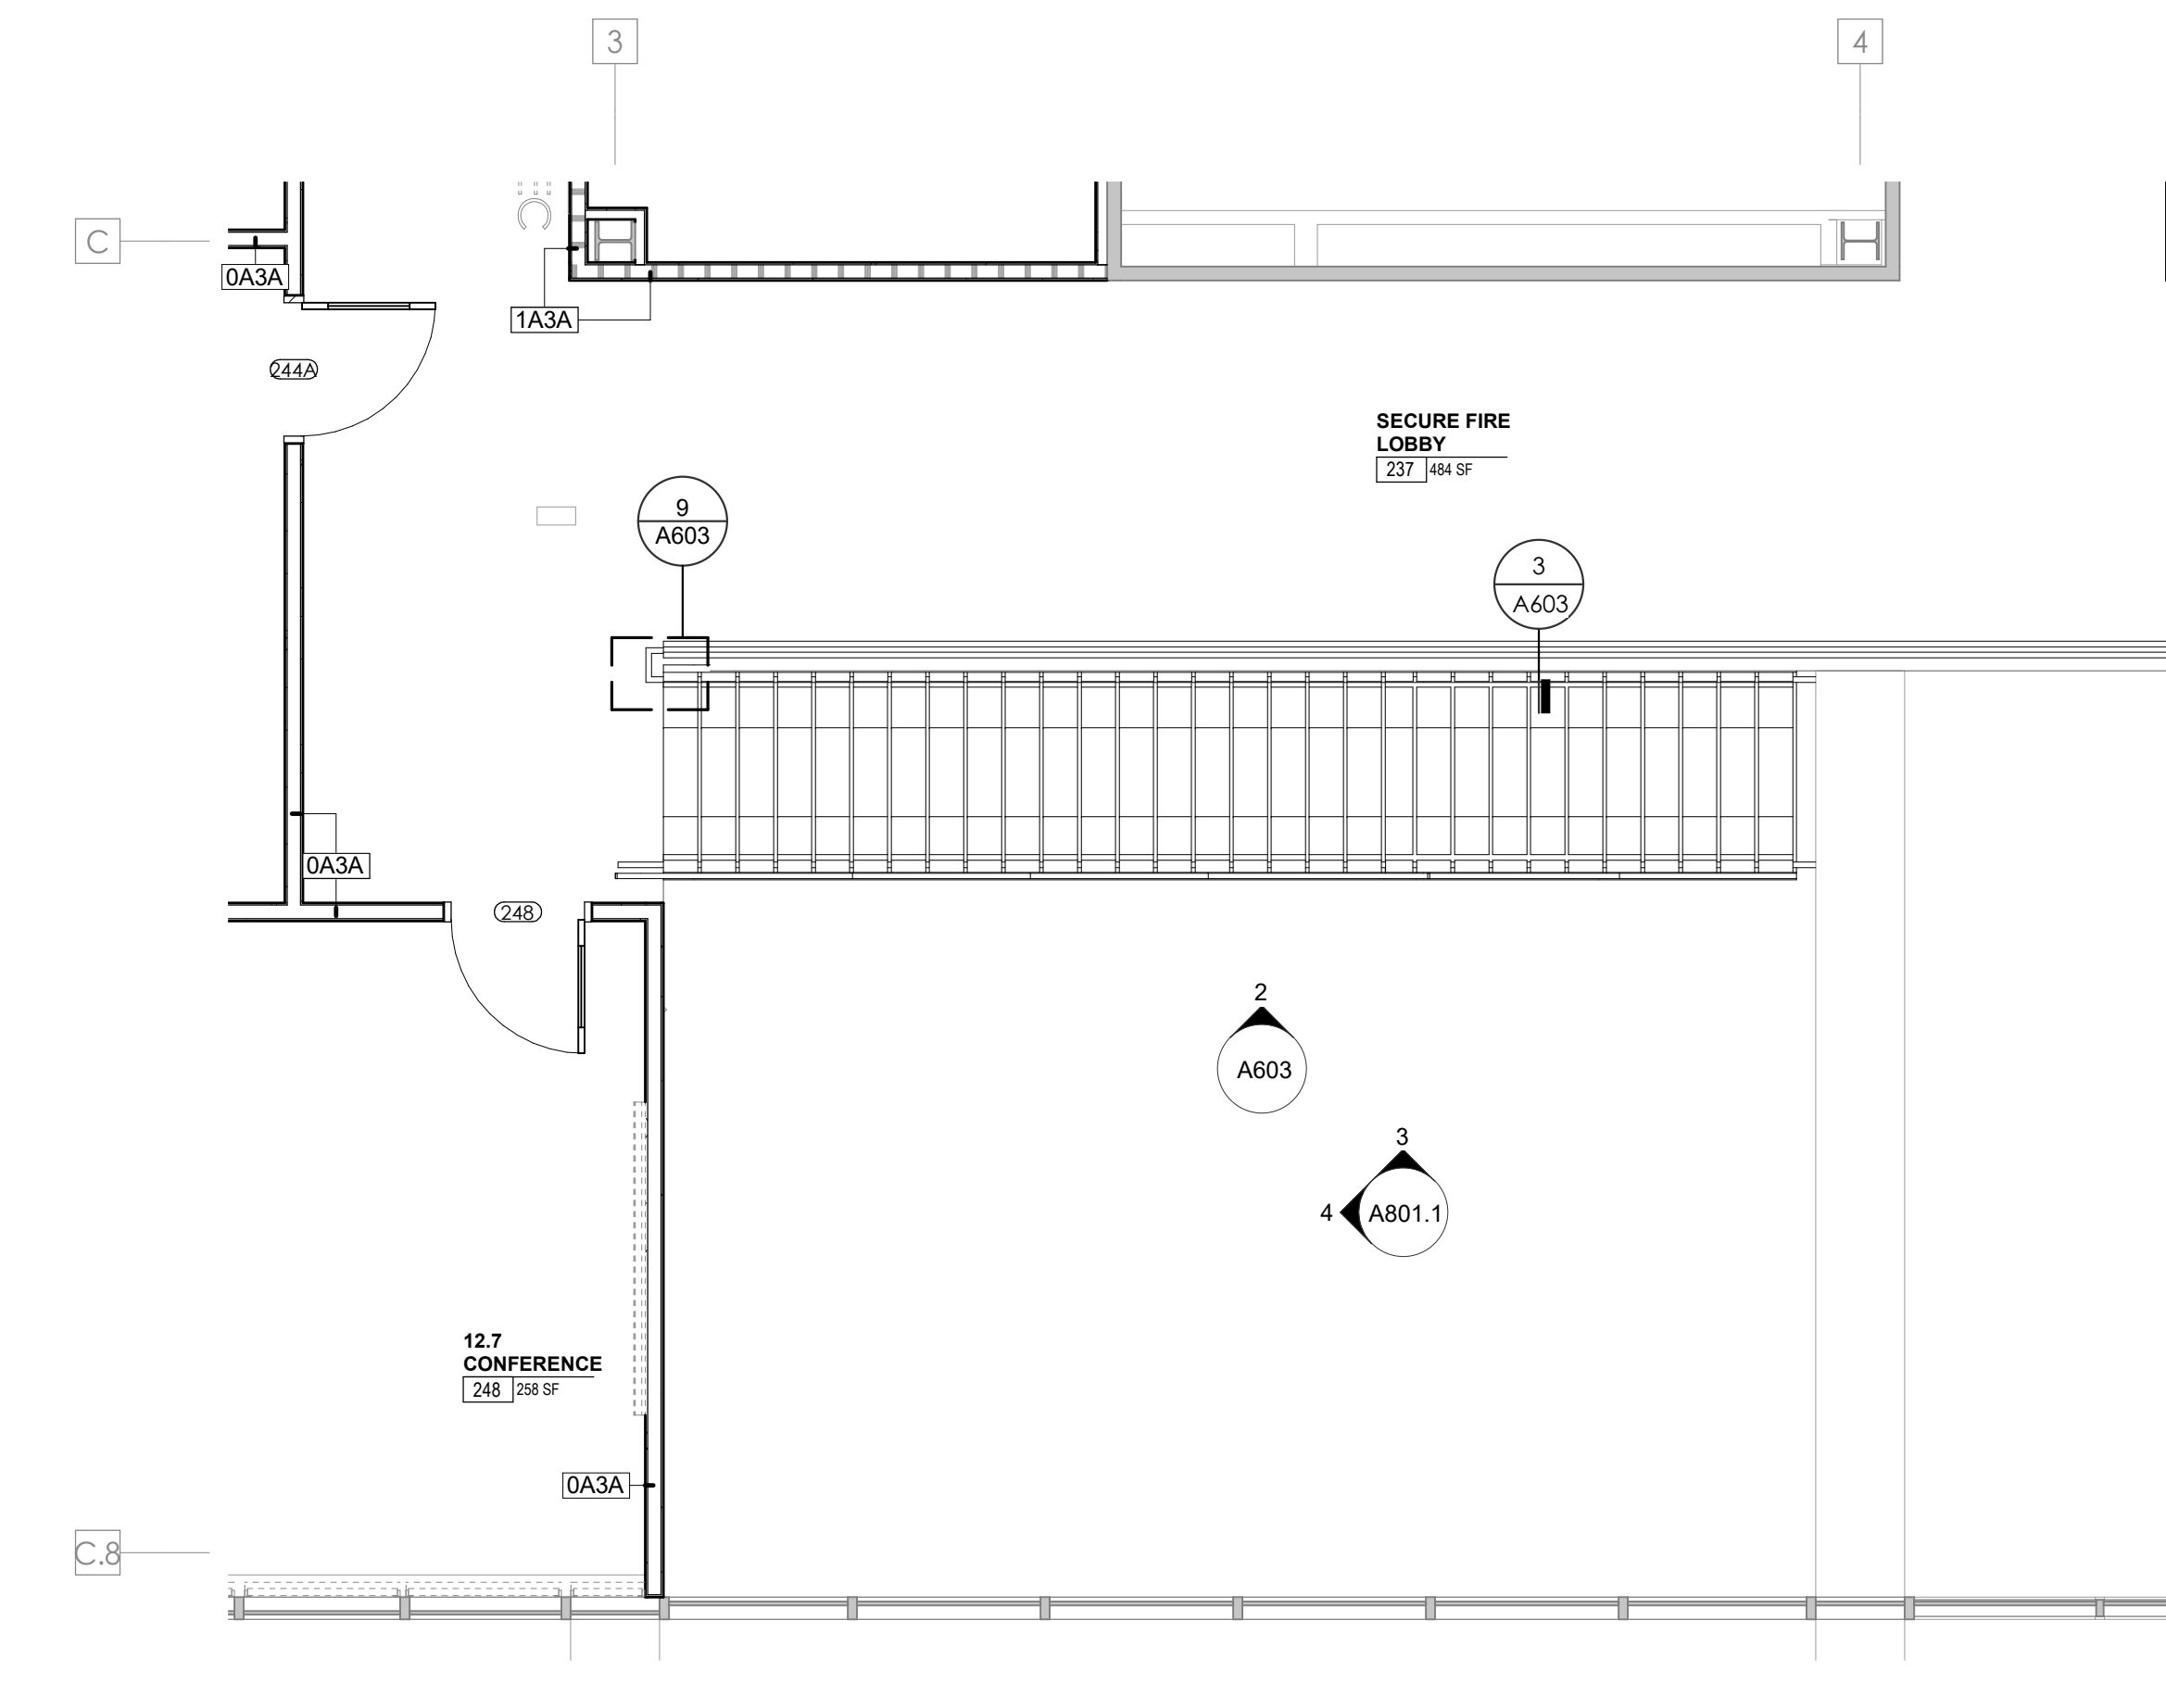 3
4
C
0A3A
1A3A
244A
SECURE FIRE
LOBBY
237 484 SF
9
A603
3
A603
0A3A
248
2
A603
3
4 A801.1
12.7
CONFERENCE
248 258 SF
0A3A
C.8